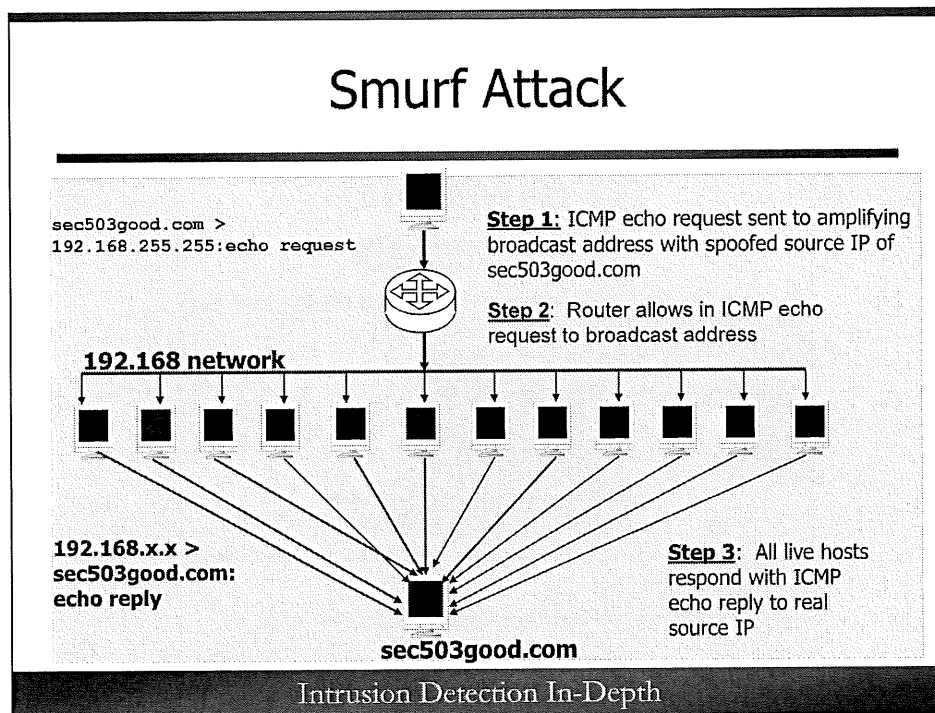 Smurf Attack
sec503good.com >
192.168.255.255:echo request
Step 1: ICMP echo request sent to amplifying
broadcast address with spoofed source IP of
sec503good.com
Step 2: Router allows in ICMP echo
request to broadcast address
192.168 network
192.168.x.x >
sec503good.com:
echo reply
Step 3: All live hosts
respond with ICMP
echo reply to real
source IP
sec503good.com
Intrusion Detection In-Depth